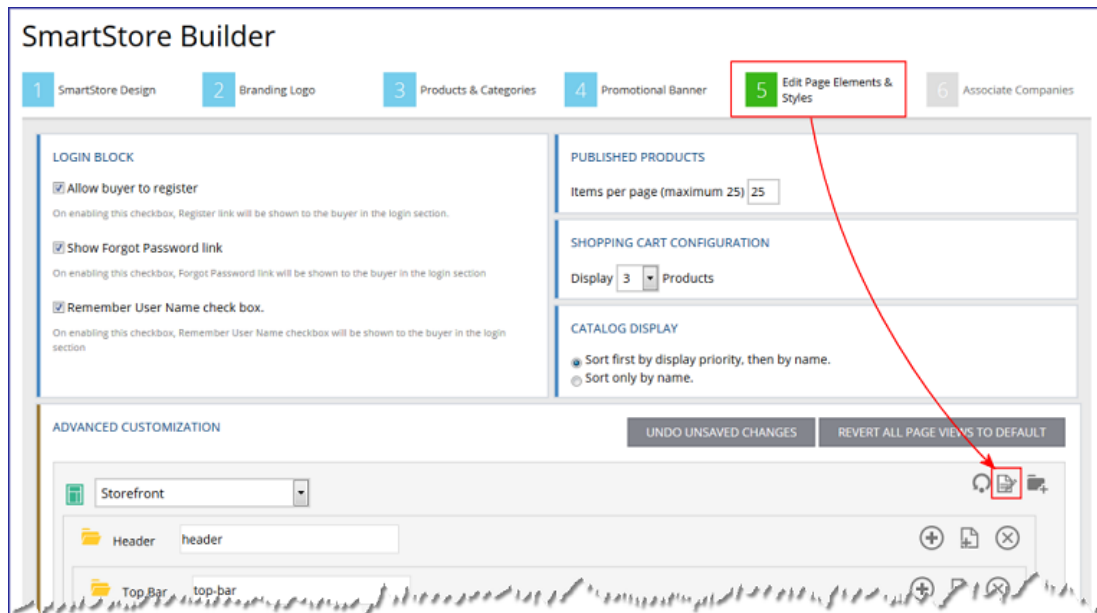 SmartStore Builder
1 SmartStore Design
2 Branding Logo
3 Products & Categories
4 Promotional Banner
5 Edit Page Elements &
Styles
6 Associate Companies
LOGIN BLOCK
Allow buyer to register
On enabling this checkbox, Register link will be shown to the buyer in the login section.
Show Forgot Password link
On enabling this checkbox, Forgot Password link will be shown to the buyer in the login section
Remember User Name check box.
On enabling this checkbox, Remember User Name checkbox will be shown to the buyer in the login
section
PUBLISHED PRODUCTS
Items per page (maximum 25) 25
SHOPPING CART CONFIGURATION
Display 3 Products
CATALOG DISPLAY
Sort first by display priority, then by name.
Sort only by name.
ADVANCED CUSTOMIZATION
UNDO UNSAVED CHANGES
REVERT ALL PAGE VIEWS TO DEFAULT
Storefront
Header header
Top Bar top-bar